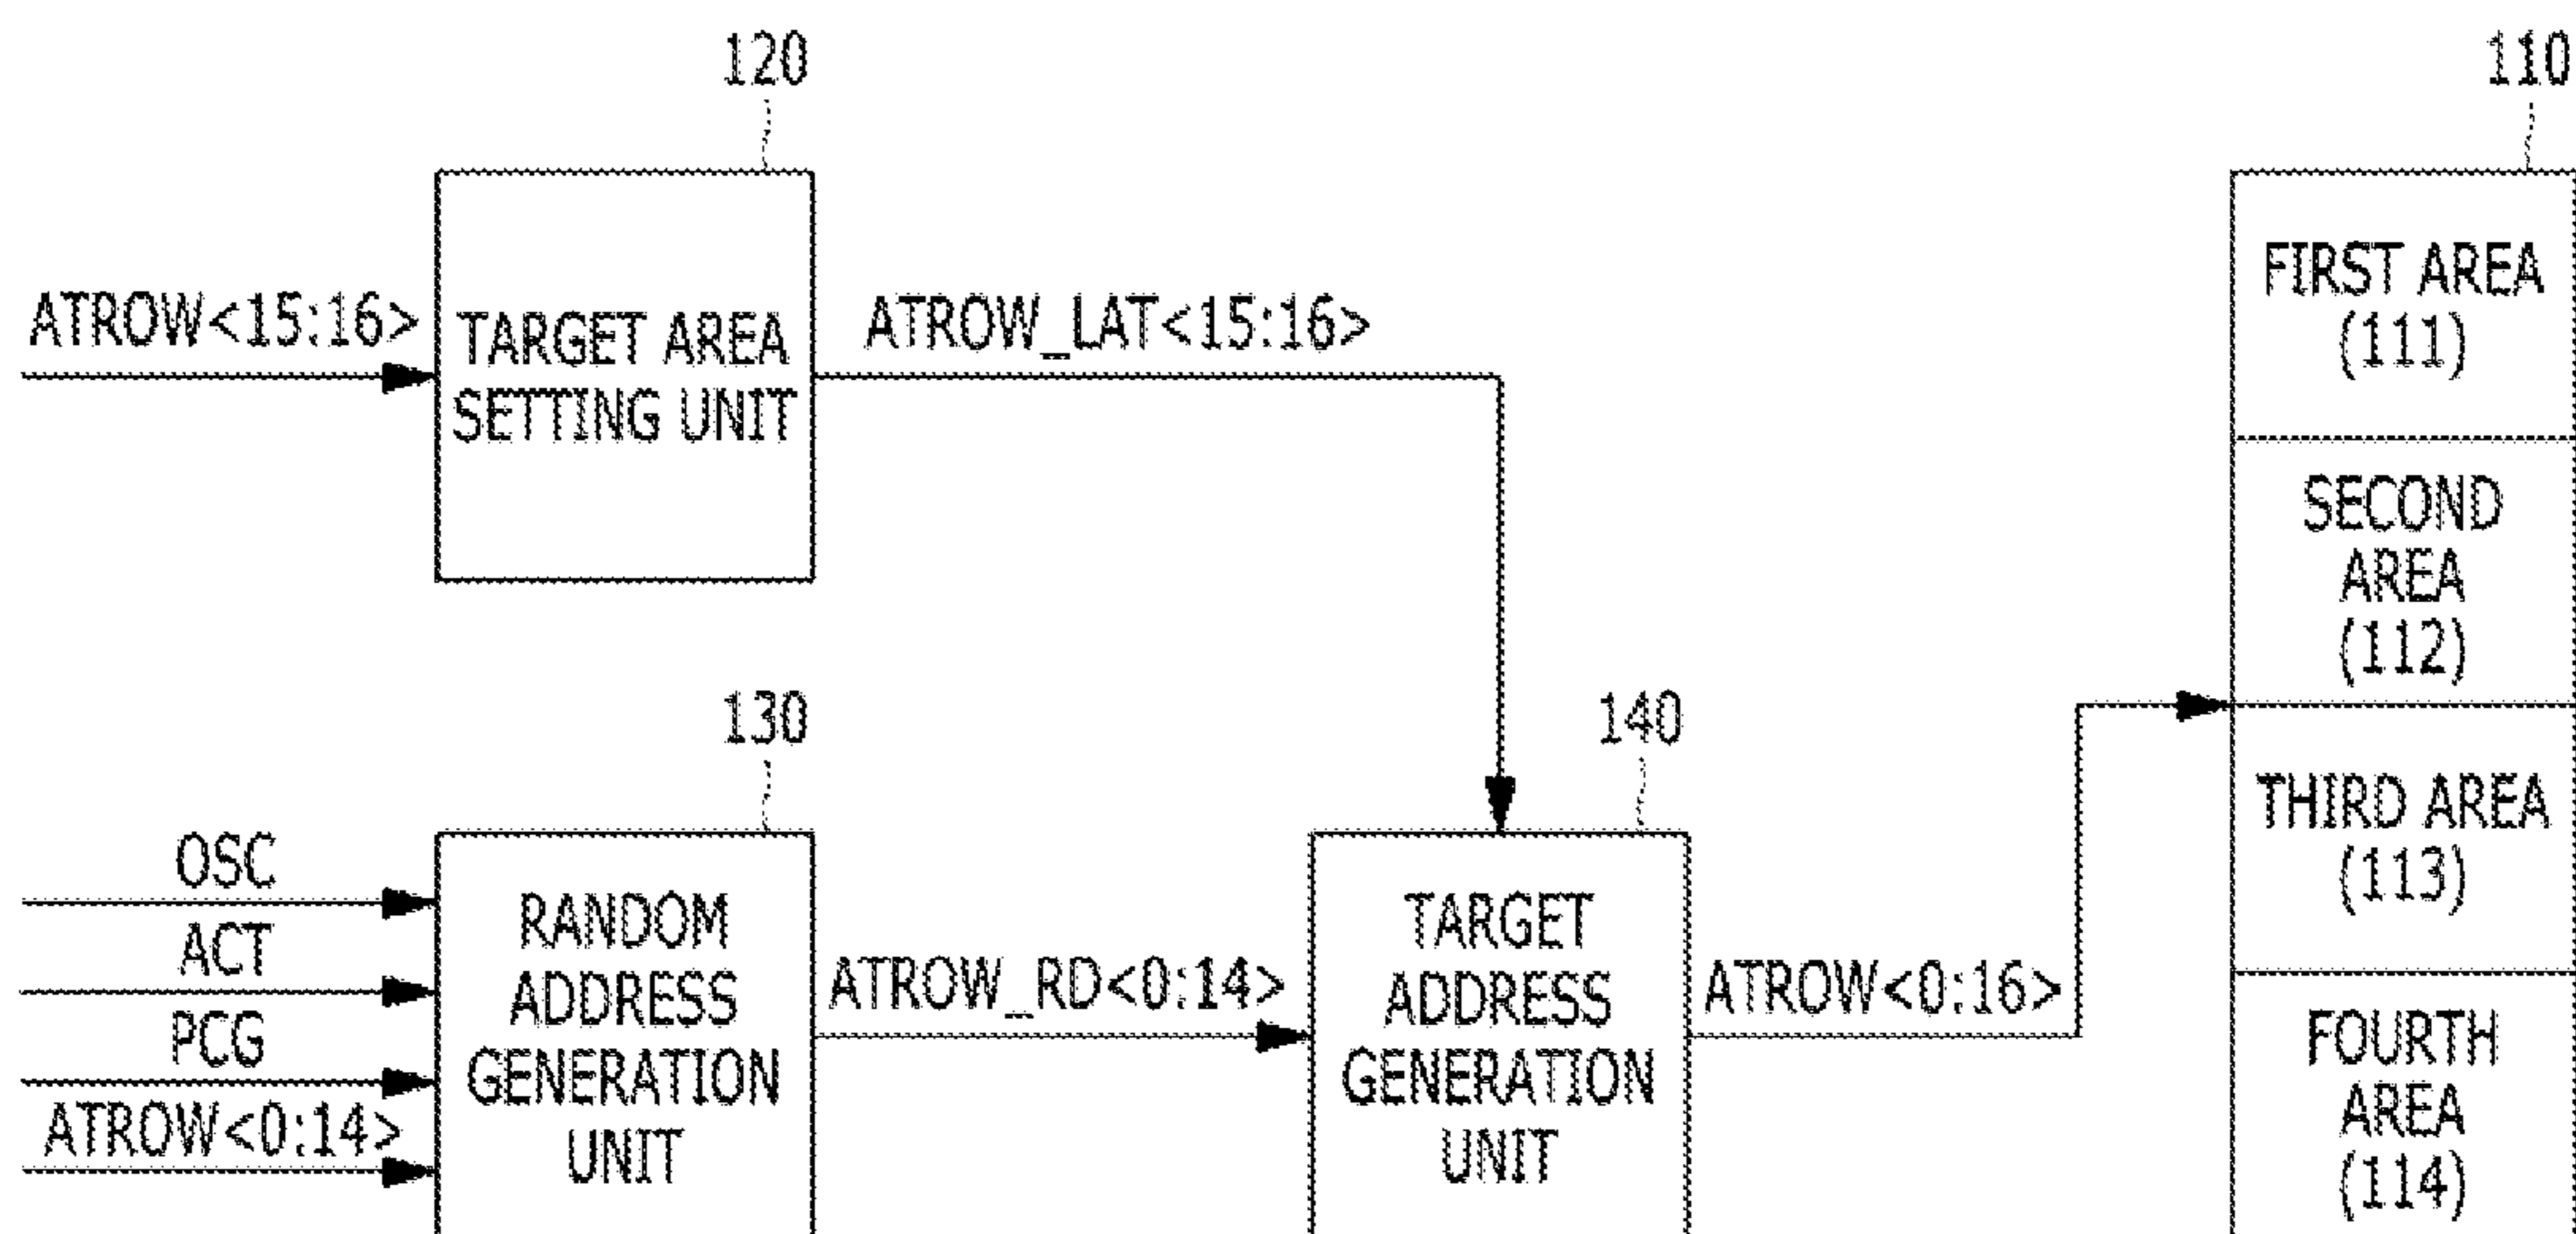 120
110
ATROW<15:16>
TARGET AREA
SETTING UNIT
ATROW_LAT<15:16>
FIRST AREA
(111)
SECOND
AREA
(112)
THIRD AREA
(113)
FOURTH
AREA
(114)
130
140
OSC
ACT
PCG
ATROW<0:14>
RANDOM
ADDRESS
GENERATION
UNIT
ATROW_RD<0:14>
TARGET
ADDRESS
GENERATION
UNIT
ATROW<0:16>